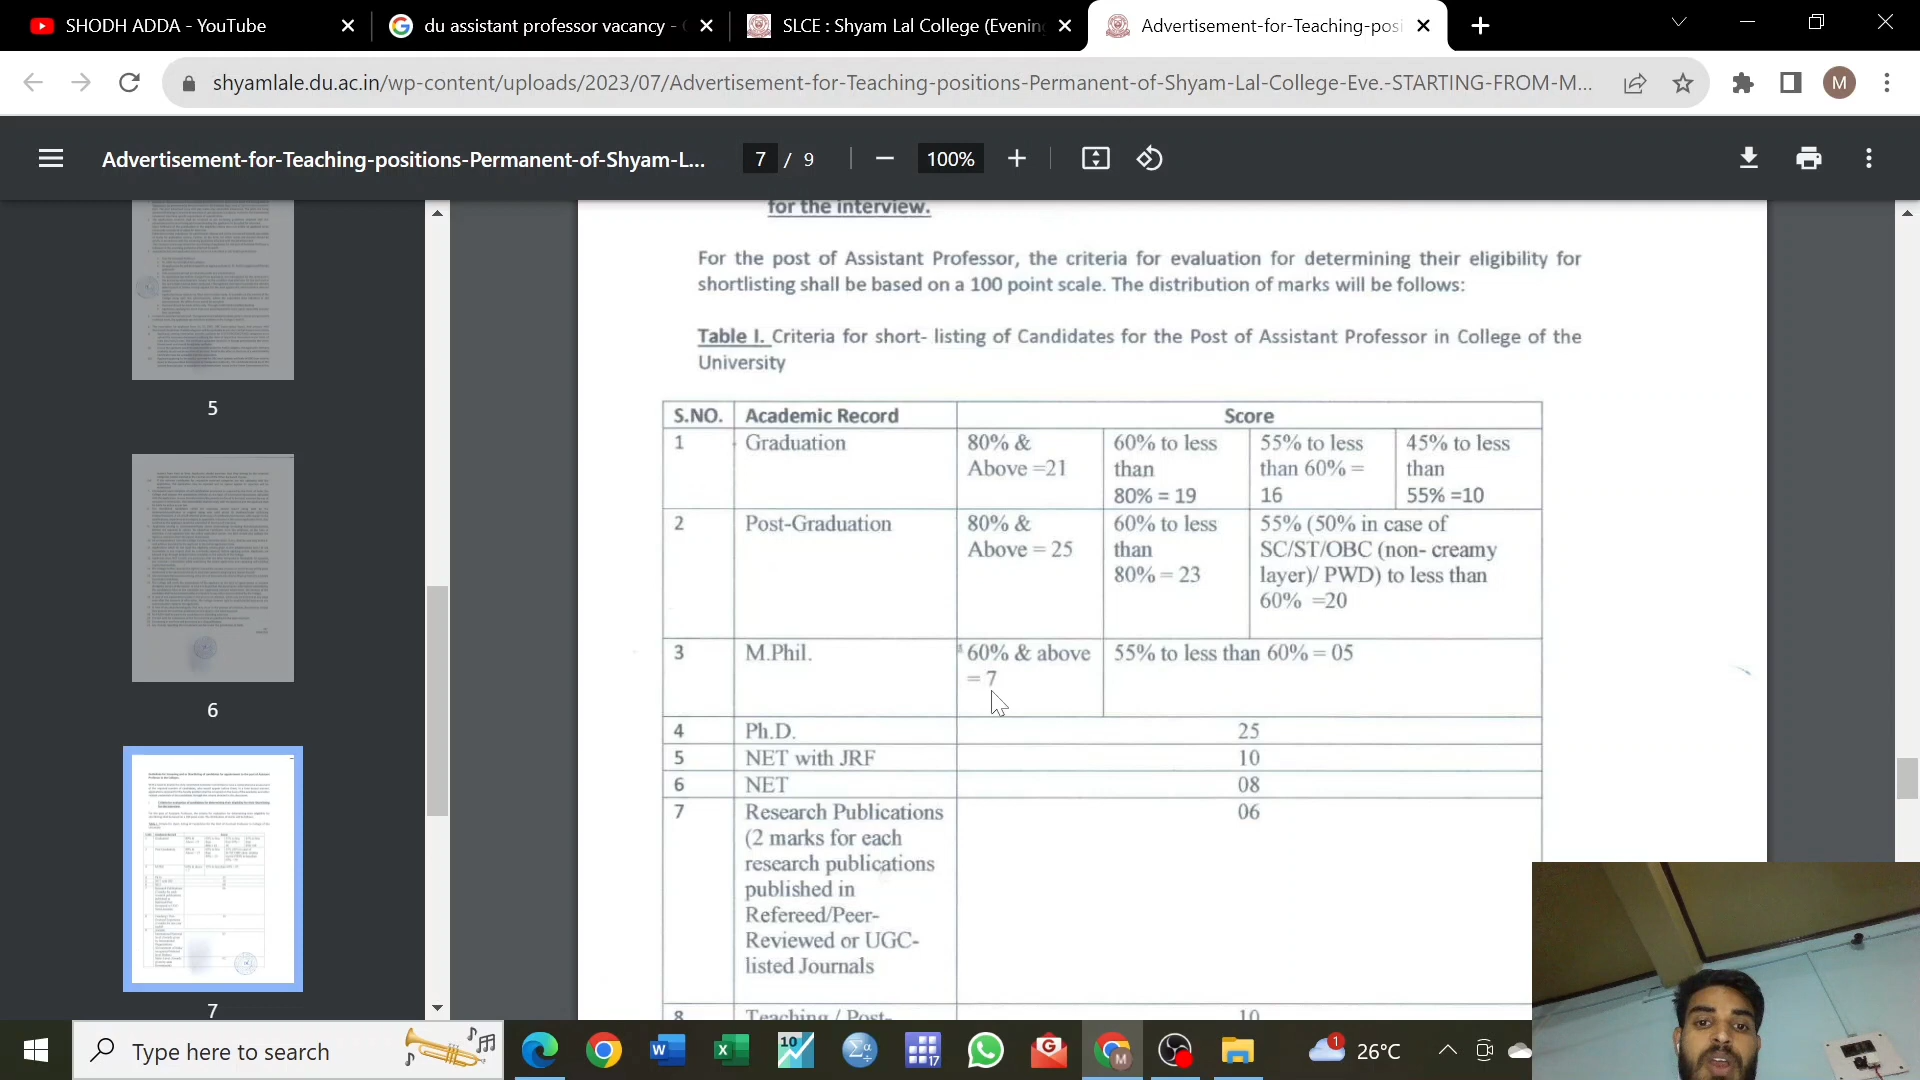 SHODH ADDA - YouTube
du assistant professor vacancy -
SLCE : Shyam Lal College (Evening
Advertisement-for-Teaching-posi
shyamlale.du.ac.in/wp-content/uploads/2023/07/Advertisement-for-Teaching-positions-Permanent-of-Shyam-Lal-College-Eve.-STARTING-FROM-M...
M
Advertisement-for-Teaching-positions-Permanent-of-Shyam-L...
7 / 9
100%
5
6
7
for the interview.
For the post of Assistant Professor, the criteria for evaluation for determining their eligibility for
shortlisting shall be based on a 100 point scale. The distribution of marks will be follows:
Table I. Criteria for short- listing of Candidates for the Post of Assistant Professor in College of the
University
S.NO. Academic Record Score
1 Graduation 80% & Above =21 60% to less than 80% = 19 55% to less than 60% = 16 45% to less than 55% =10
2 Post-Graduation 80% & Above = 25 60% to less than 80% = 23 55% (50% in case of SC/ST/OBC (non- creamy layer)/ PWD) to less than 60% =20
3 M.Phil. 60% & above = 7 55% to less than 60% = 05
4 Ph.D. 25
5 NET with JRF 10
6 NET 08
7 Research Publications 06
(2 marks for each
research publications
published in
Refereed/Peer-
Reviewed or UGC-
listed Journals
8 Teaching / Post- 10
Type here to search
10
17
M
1
26°C